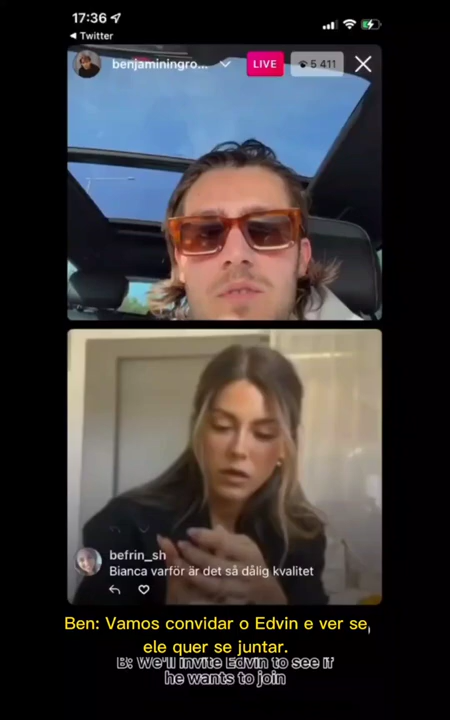 17:36
Twitter
benjaminingro...
LIVE
5 411
befrin_sh
Bianca varför är det så dålig kvalitet
Ben: Vamos convidar o Edvin e ver se,
ele quer se juntar.
B: We'll invite Edvin to see if
he wants to join